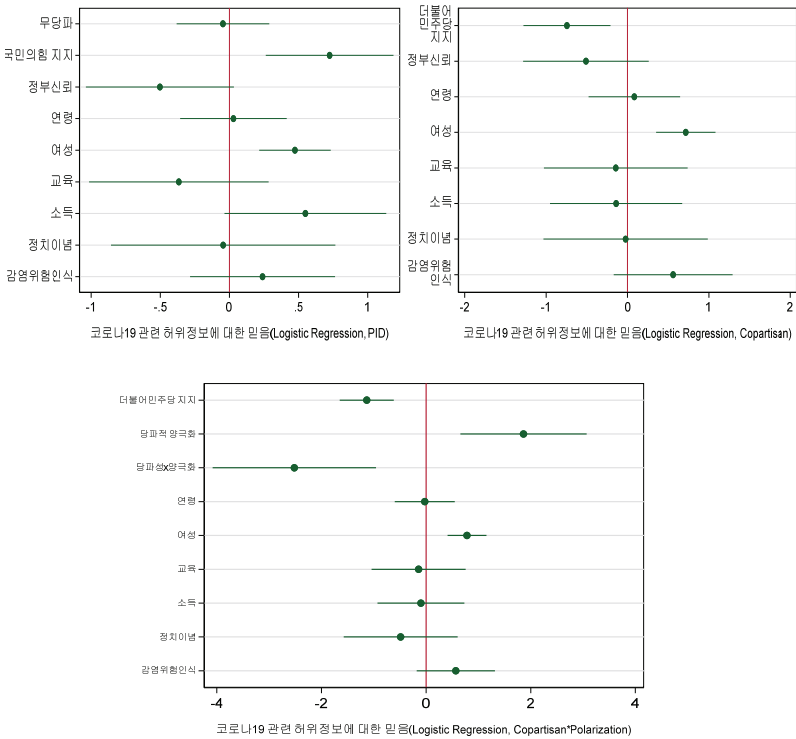 무당파
국민의힘 지지
정부신뢰
연령
여성
교육
소득
정치이념
감염위험인식
-1
-.5
0
.5
1
코로나19 관련 허위정보에 대한 믿음(Logistic Regression, PID)
더불어
민주당
지지
정부신뢰
연령
여성
교육
소득
정치이념
감염위험
인식
-2
-1
0
1
2
코로나19 관련 허위정보에 대한 믿음(Logistic Regression, Copartisan)
더불어민주당 지지
당파적 양극화
당파성x양극화
연령
여성
교육
소득
정치이념
감염위험인식
-4
-2
0
2
4
코로나19 관련 허위정보에 대한 믿음(Logistic Regression, Copartisan*Polarization)